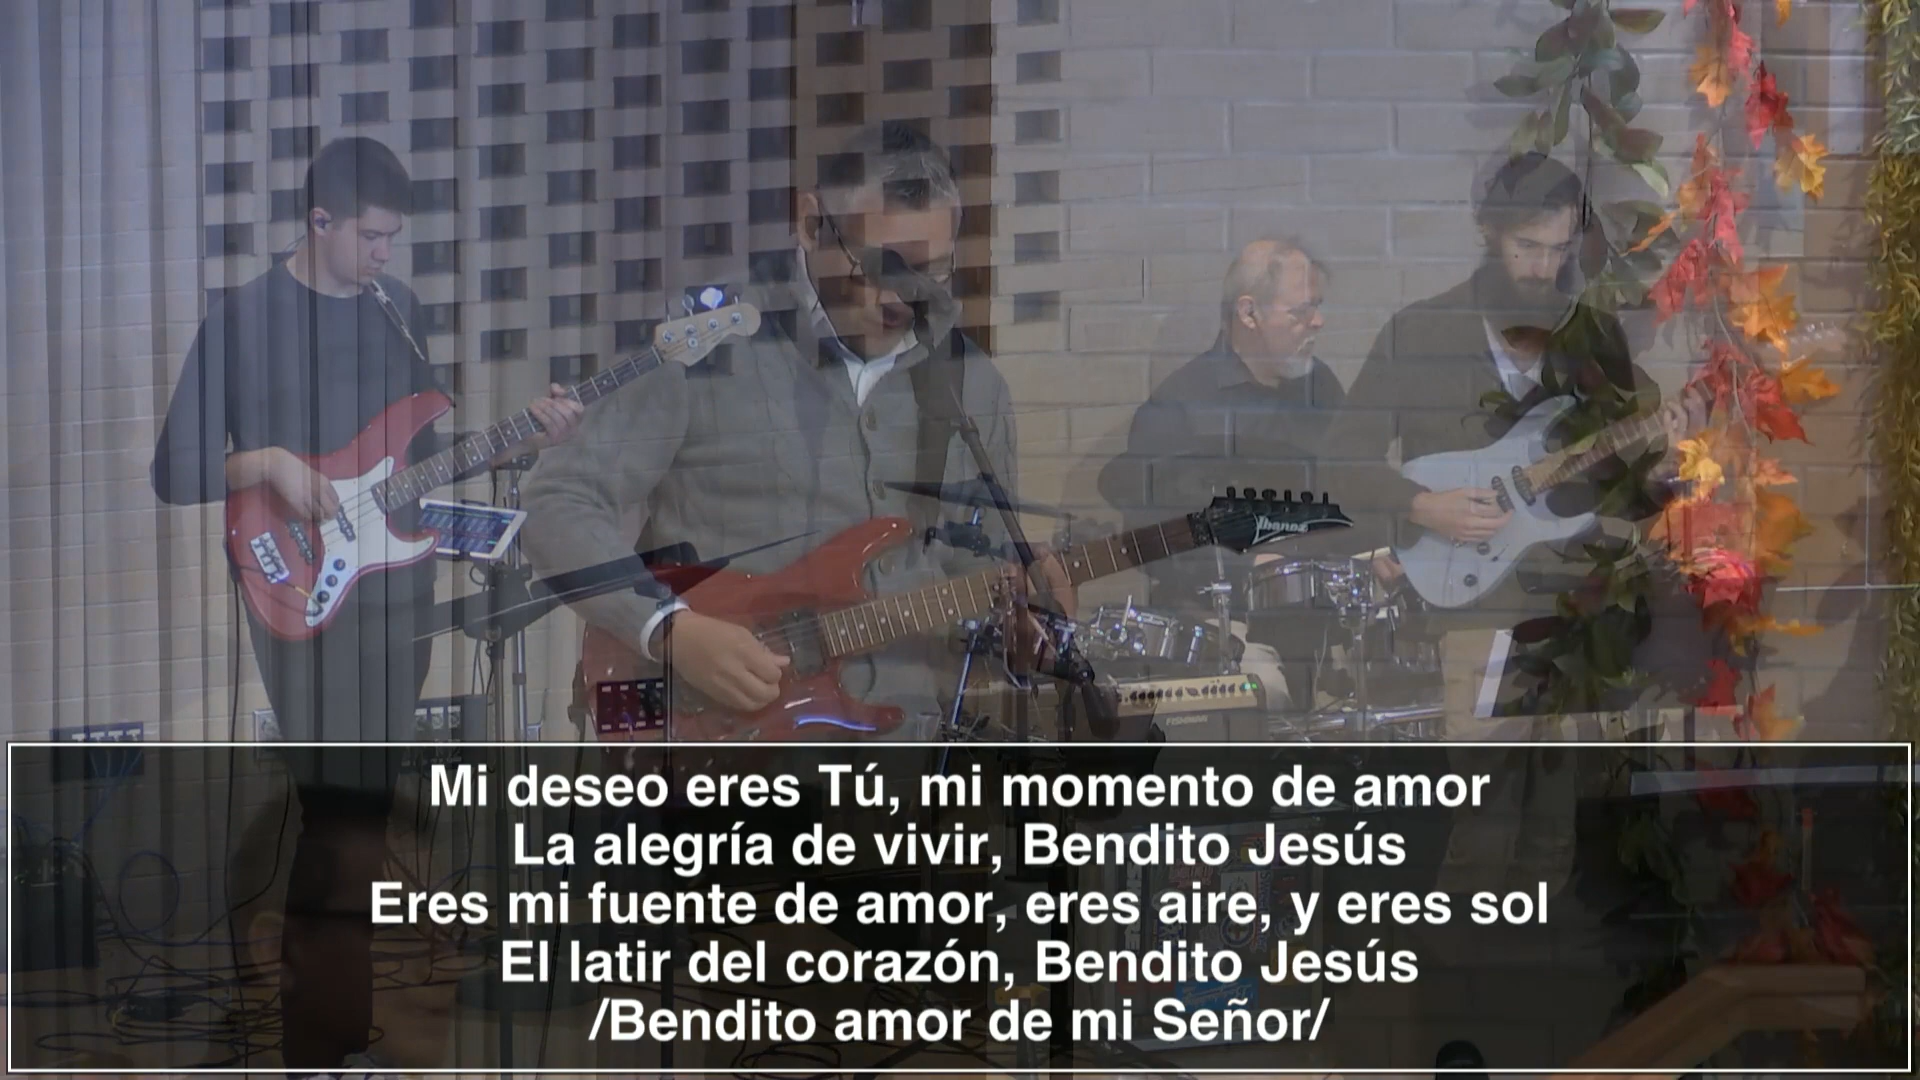 Ibanez
FISHMAN
Mi deseo eres Tú, mi momento de amor
La alegría de vivir, Bendito Jesús
Eres mi fuente de amor, eres aire, y eres sol
El latir del corazón, Bendito Jesús
/Bendito amor de mi Señor/